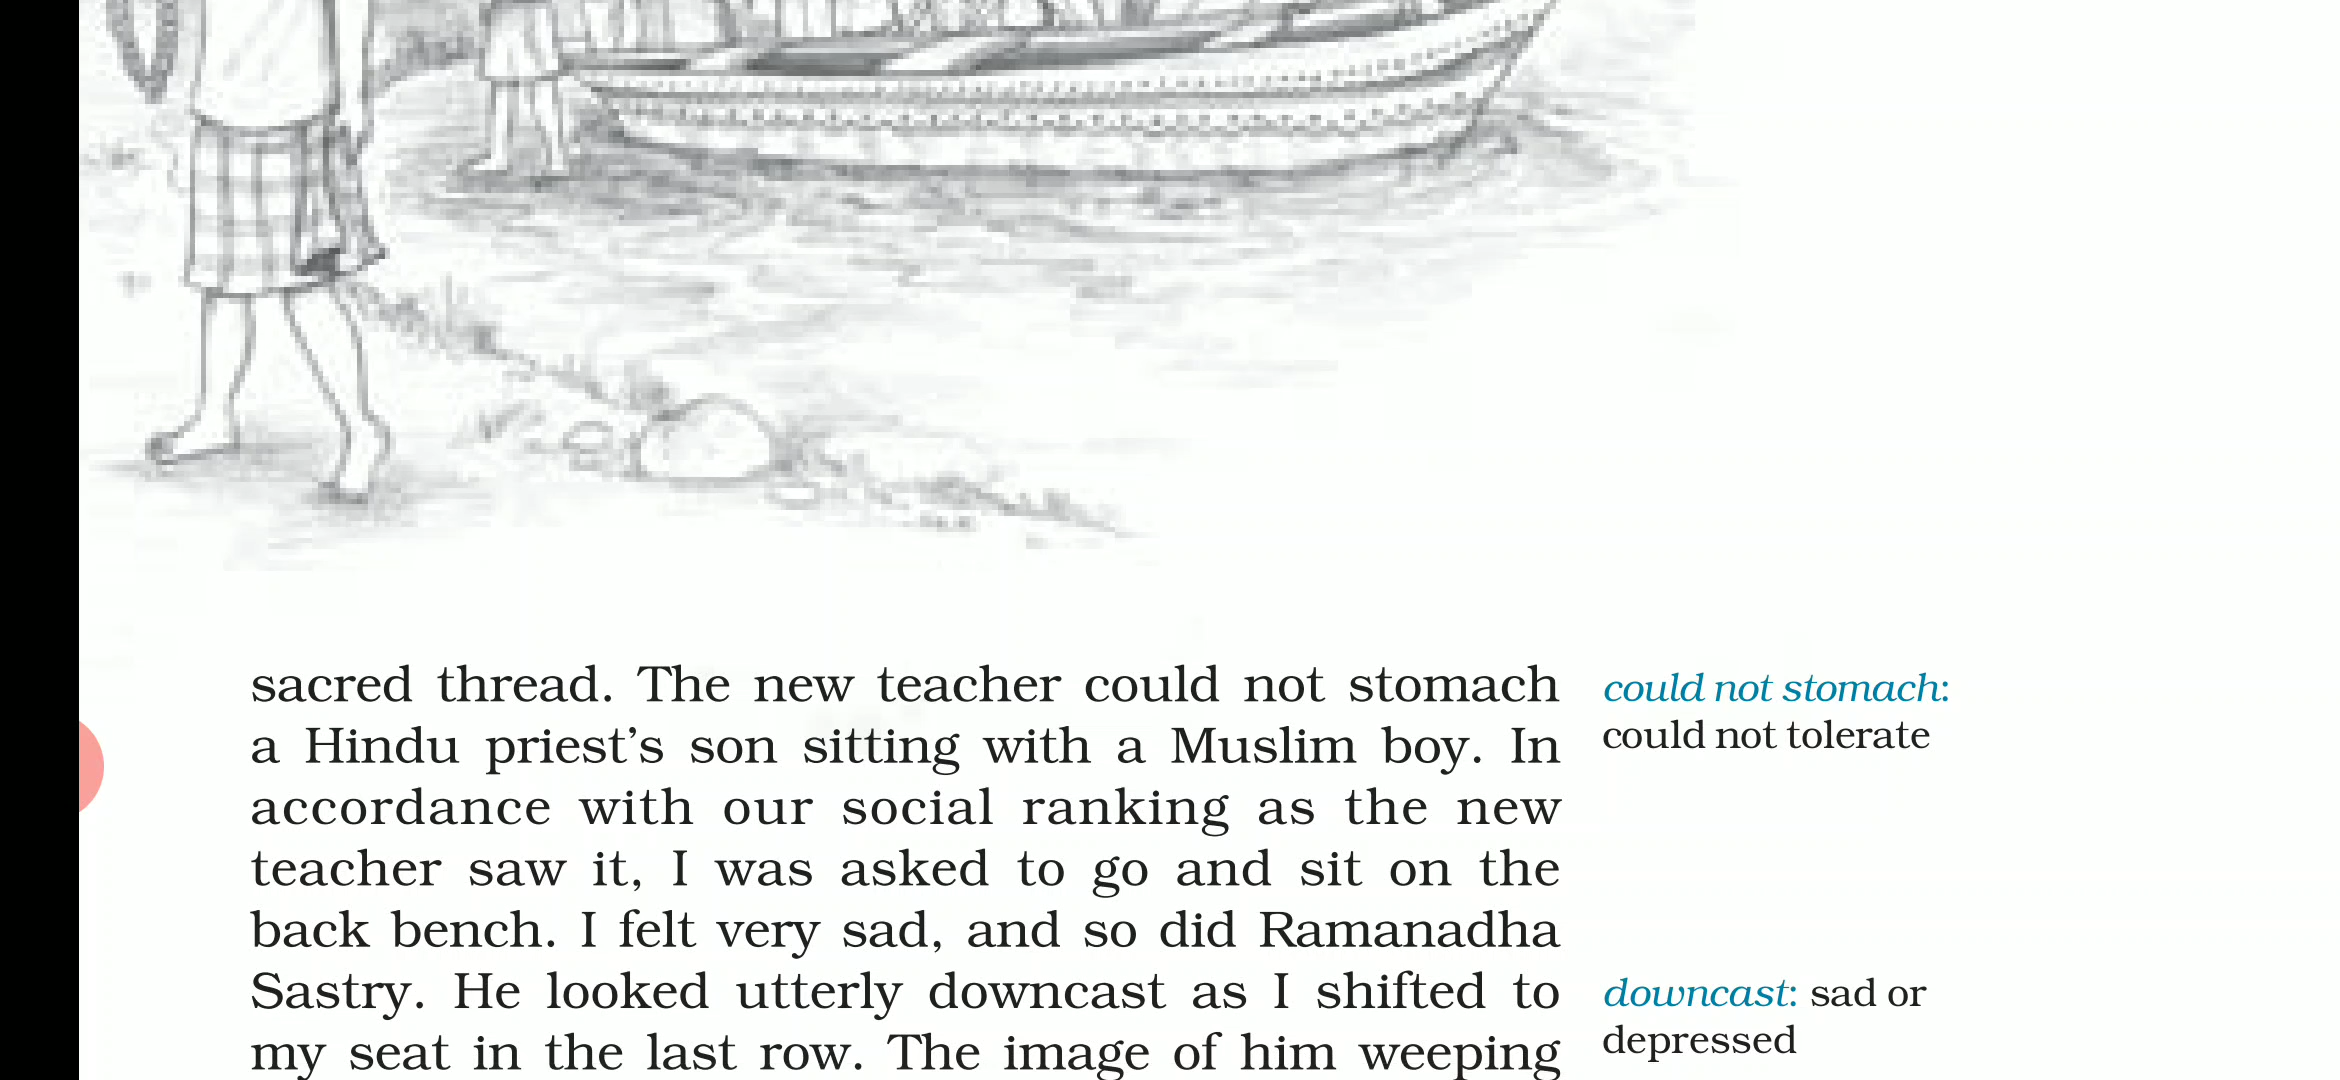 sacred thread. The new teacher could not stomach
a Hindu priest’s son sitting with a Muslim boy. In
accordance with our social ranking as the new
teacher saw it, I was asked to go and sit on the
back bench. I felt very sad, and so did Ramanadha
Sastry. He looked utterly downcast as I shifted to
my seat in the last row. The image of him weeping
could not stomach:
could not tolerate
downcast: sad or
depressed